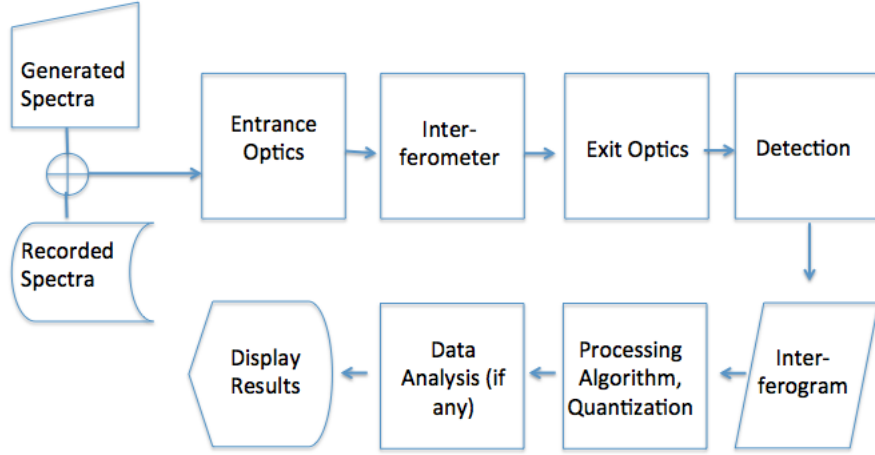 Generated
Spectra
Entrance
Optics
Inter-
ferometer
Exit Optics
Detection
Recorded
Spectra
Inter-
ferogram
Processing
Algorithm,
Quantization
Data
Analysis (if
any)
Display
Results